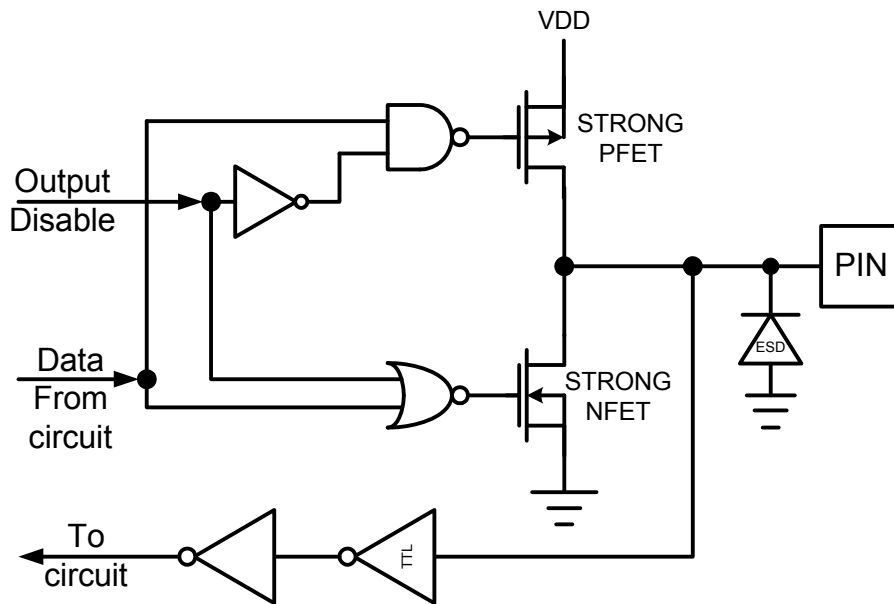 VDD
STRONG
PFET
Output
Disable
PIN
ESD
Data
From
circuit
STRONG
NFET
To
circuit
TTL